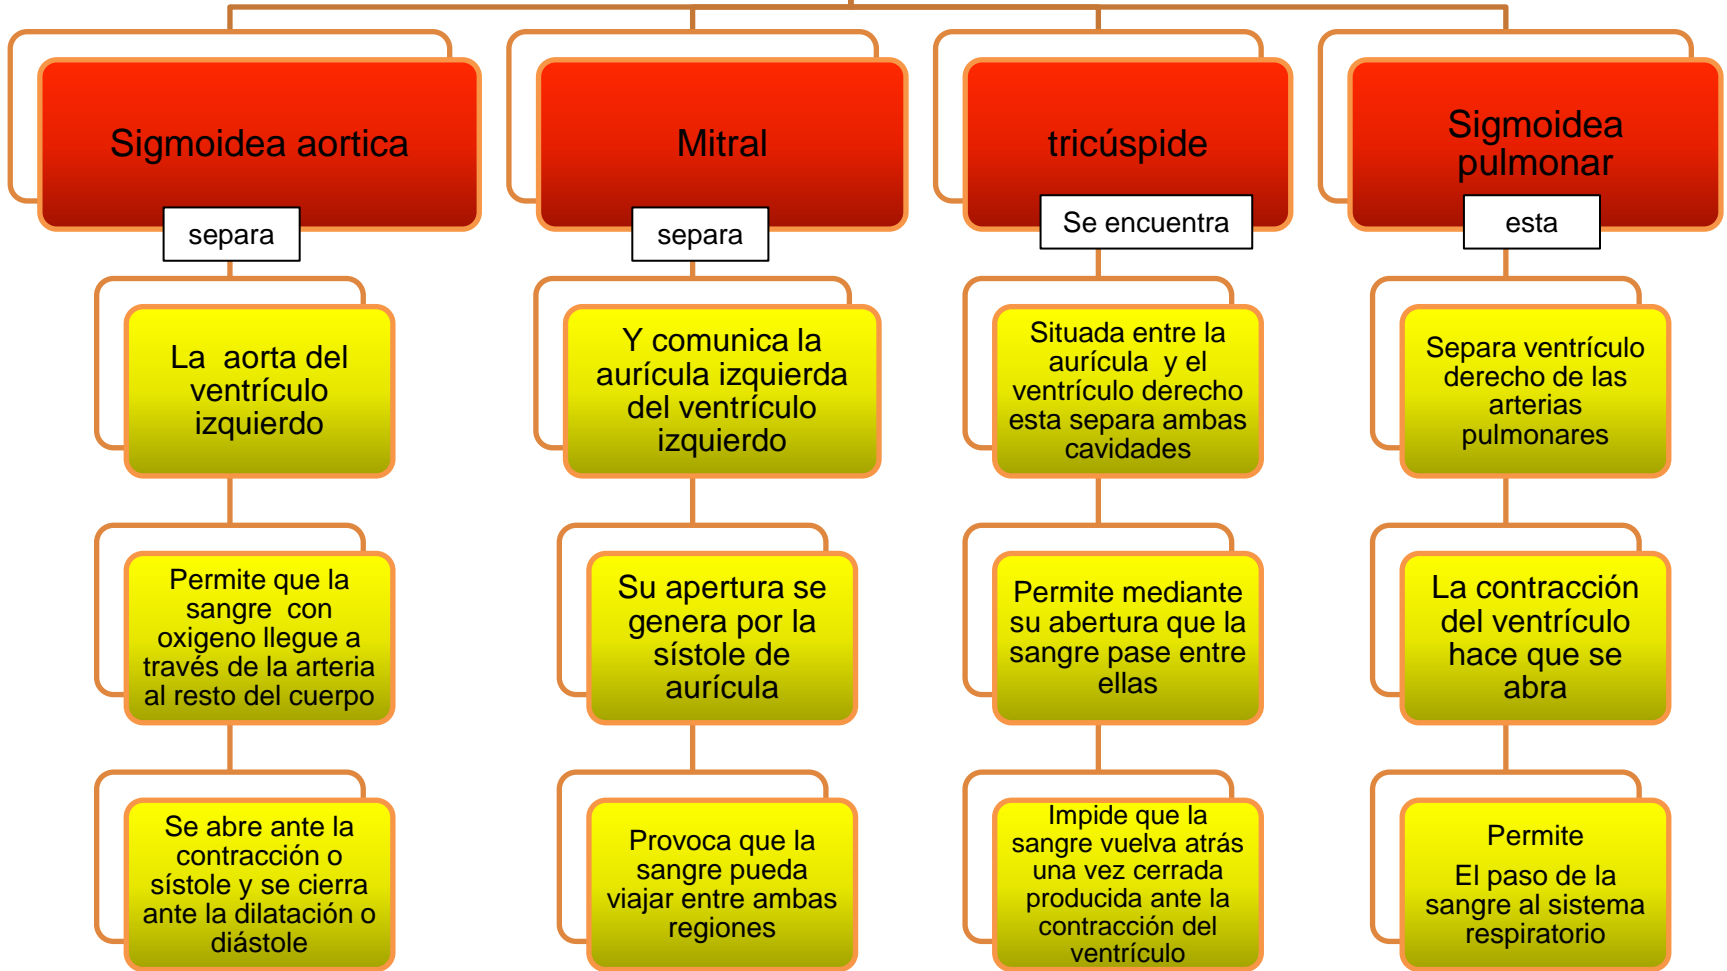 Sigmoidea aortica
separa
La aorta del
ventrículo
izquierdo
Permite que la
sangre con
oxigeno llegue a
través de la arteria
al resto del cuerpo
Se abre ante la
contracción o
sístole y se cierra
ante la dilatación o
diástole
Mitral
separa
Y comunica la
aurícula izquierda
del ventrículo
izquierdo
Su apertura se
genera por la
sístole de
aurícula
Provoca que la
sangre pueda
viajar entre ambas
regiones
tricúspide
Se encuentra
Situada entre la
aurícula y el
ventrículo derecho
esta separa ambas
cavidades
Permite mediante
su abertura que la
sangre pase entre
ellas
Impide que la
sangre vuelva atrás
una vez cerrada
producida ante la
contracción del
ventrículo
Sigmoidea
pulmonar
esta
Separa ventrículo
derecho de las
arterias
pulmonares
La contracción
del ventrículo
hace que se
abra
Permite
El paso de la
sangre al sistema
respiratorio